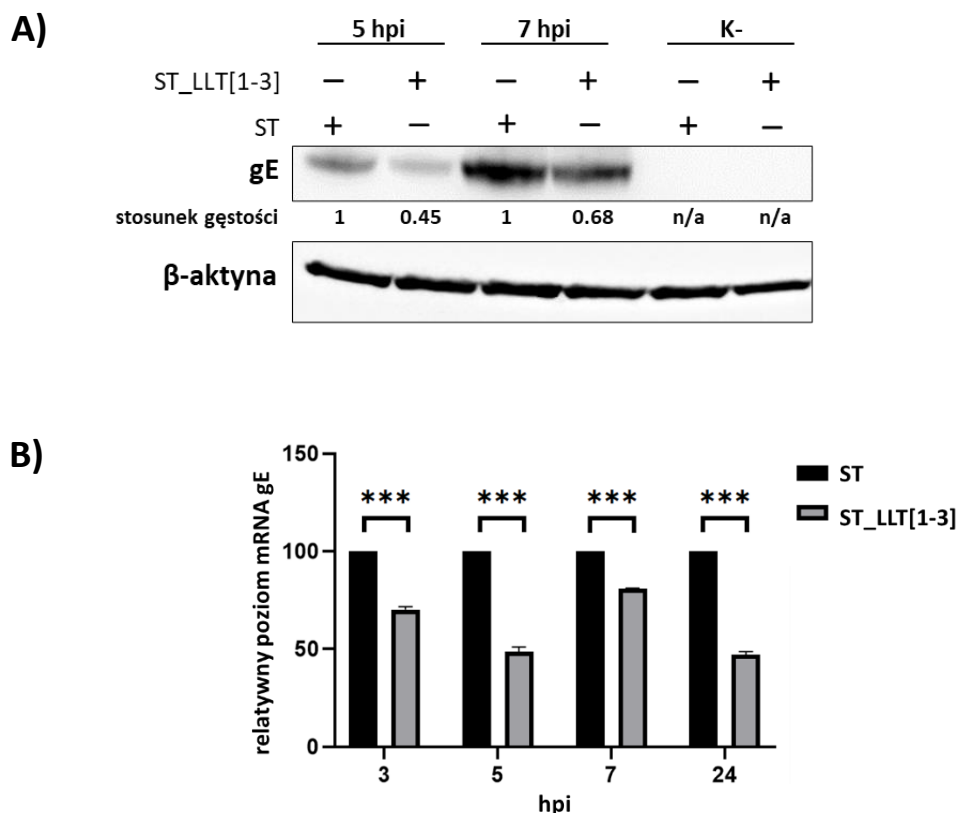 A)
5 hpi 7 hpi K-
ST_LLT[1-3] – + – + – +
ST + – + – + –
gE
stosunek gęstości 1 0.45 1 0.68 n/a n/a
β-aktyna
B)
relatywny poziom mRNA gE
150
100
50
0
*** *** *** ***
3 5 7 24
hpi
ST
ST_LLT[1-3]